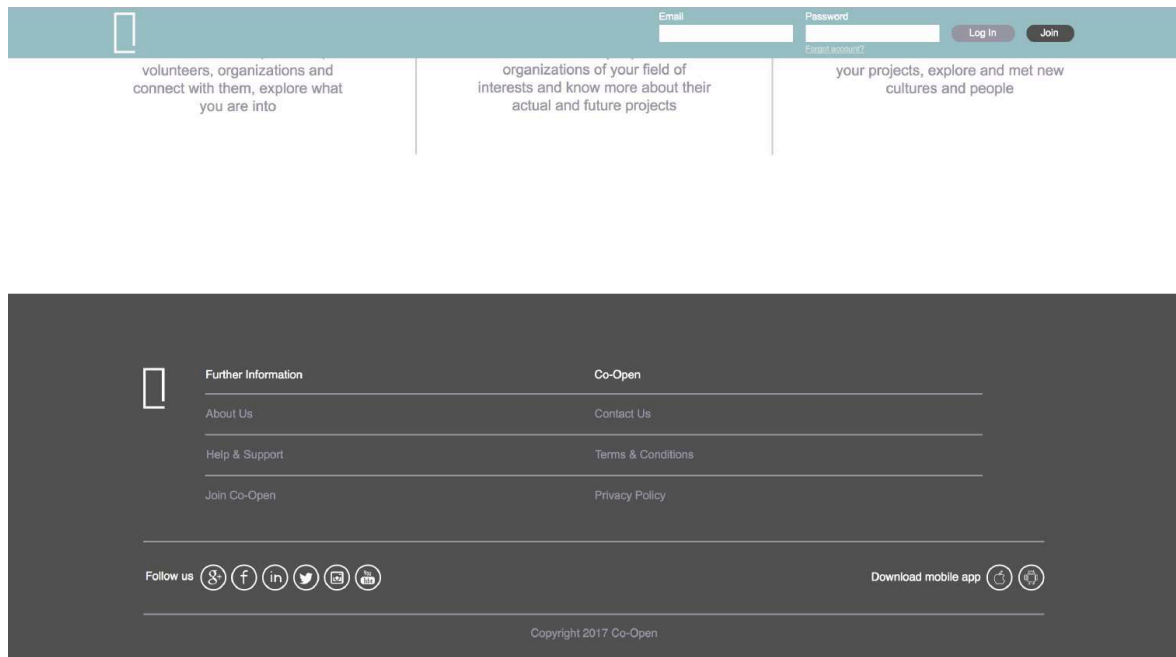 Email Password
Log In Join
Forgot account?
volunteers, organizations and
connect with them, explore what
you are into
organizations of your field of
interests and know more about their
actual and future projects
your projects, explore and met new
cultures and people
Further Information Co-Open
About Us Contact Us
Help & Support Terms & Conditions
Join Co-Open Privacy Policy
Follow us Download mobile app
Copyright 2017 Co-Open